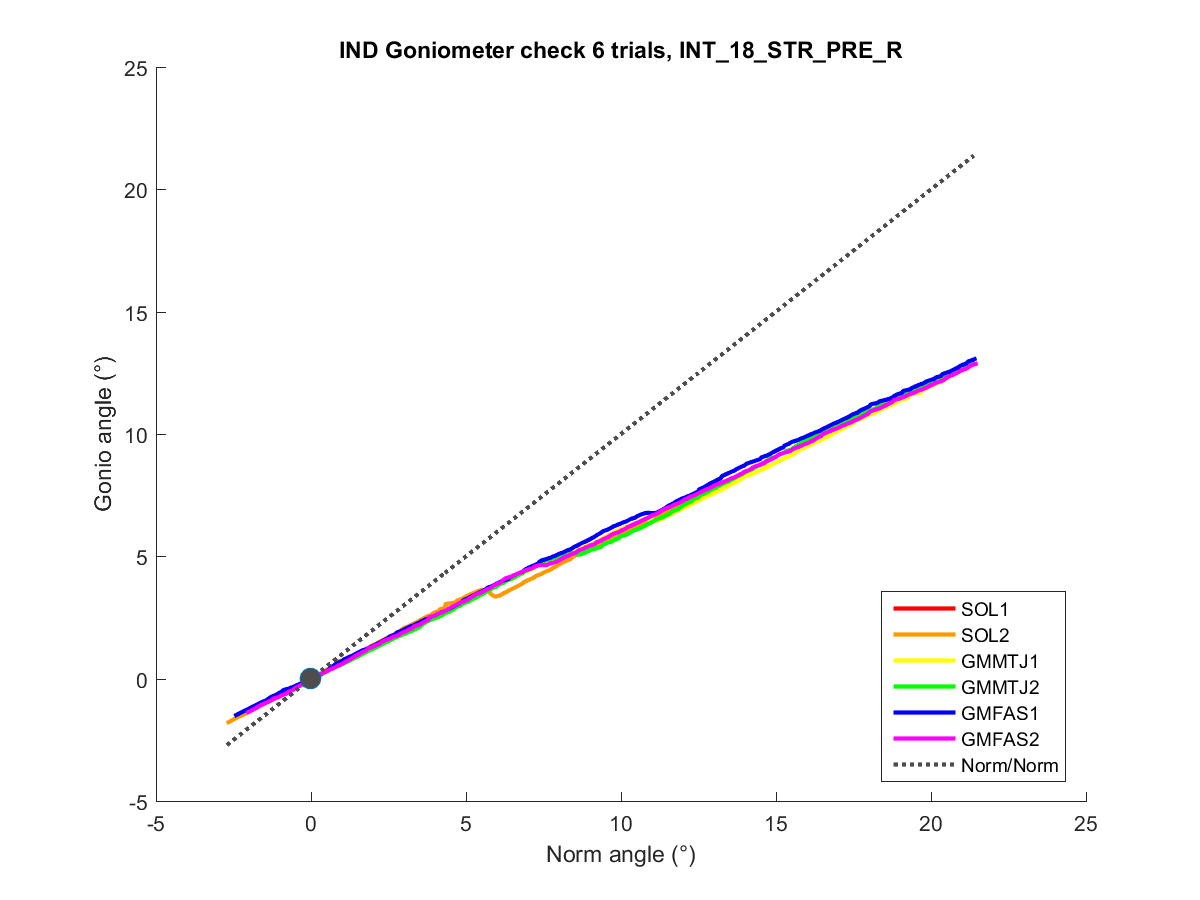 IND Goniometer check 6 trials, INT_18_STR_PRE_R
25
20
15
10
5
0
-5
Gonio angle (°)
-5 0 5 10 15 20 25
Norm angle (°)
SOL1
SOL2
GMMTJ1
GMMTJ2
GMFAS1
GMFAS2
Norm/Norm